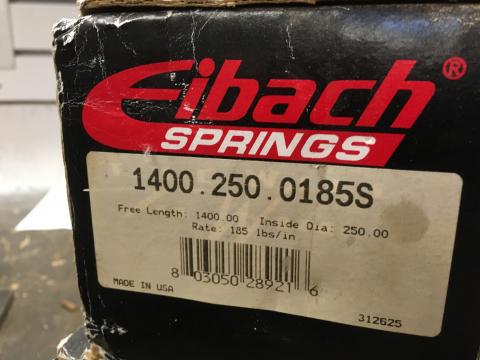 Eibach®
SPRINGS
1400.250.0185S
Free Length: 1400.00 Inside Dia: 250.00
Rate: 185 lbs/in
8 03050 28921 6
MADE IN USA
312625